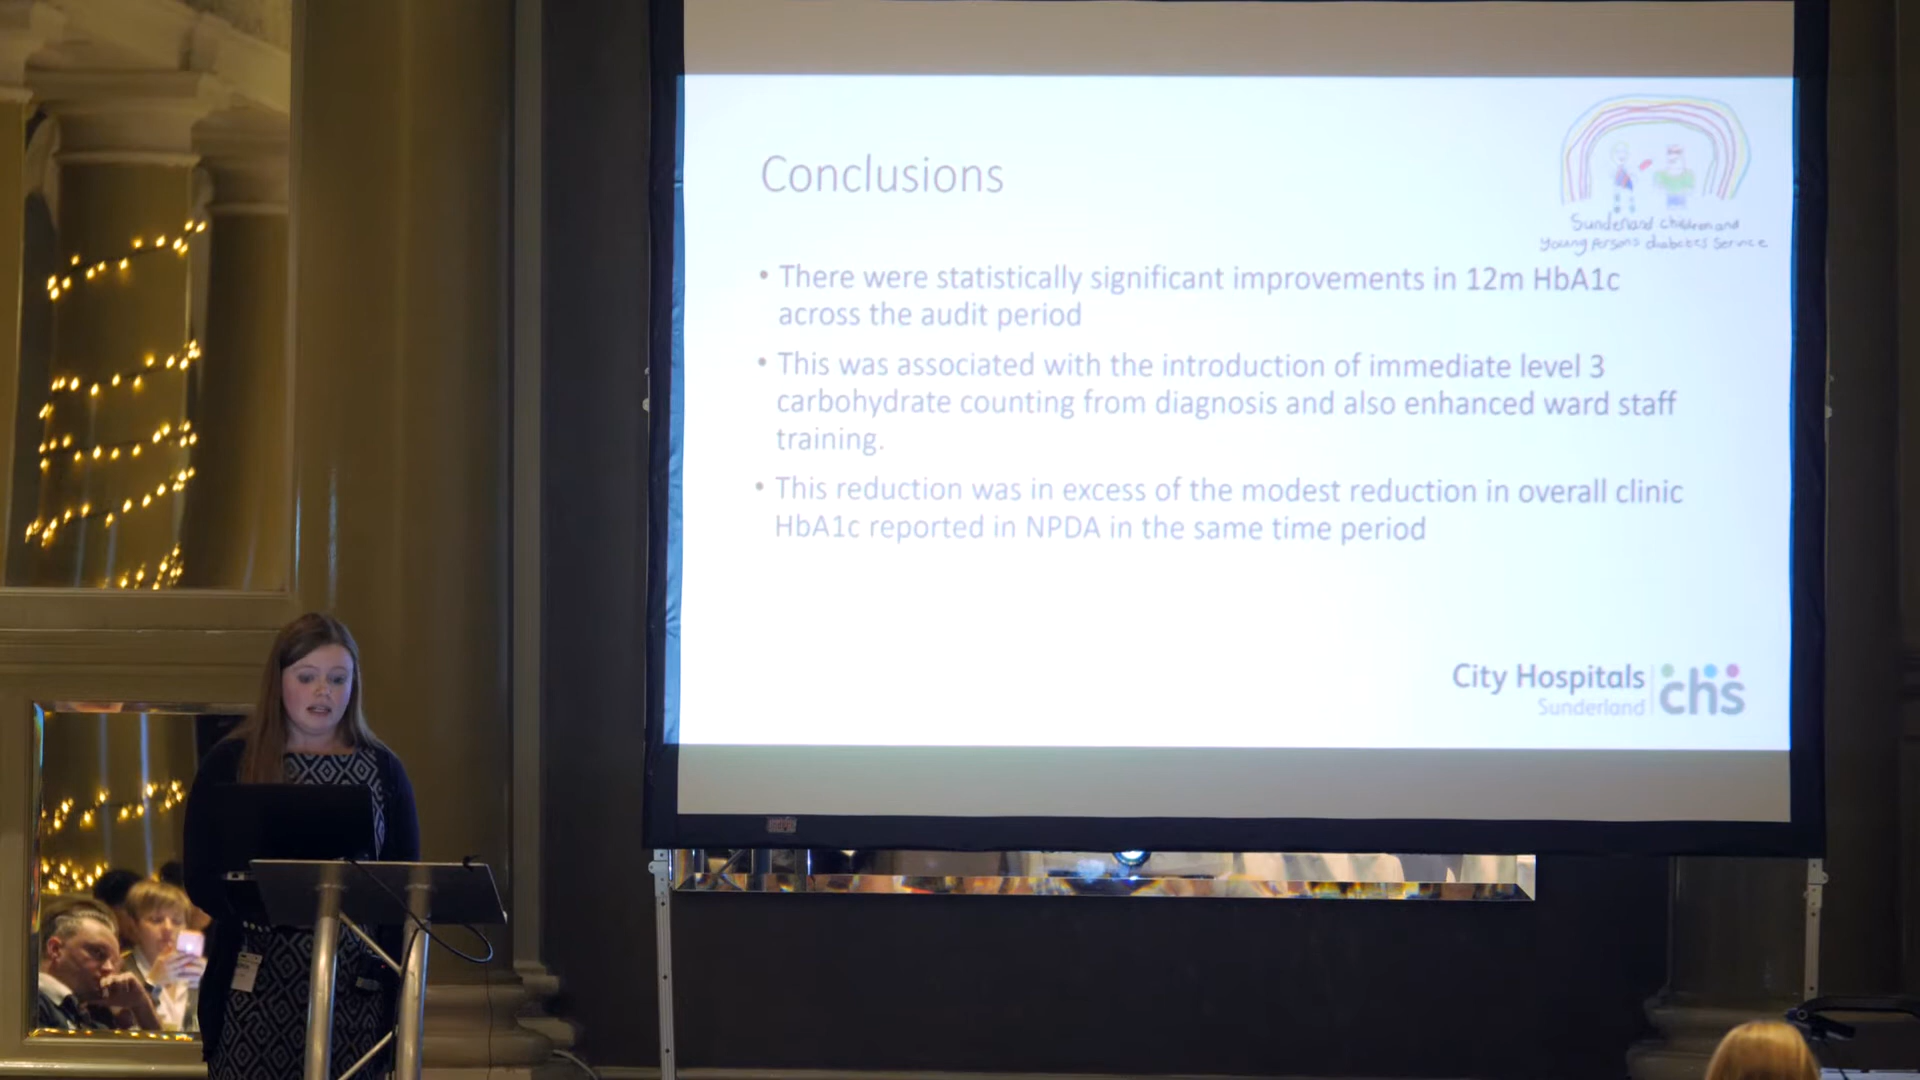 Conclusions
Sunderland children and
Young Persons diabetes Service
• There were statistically significant improvements in 12m HbA1c
across the audit period
• This was associated with the introduction of immediate level 3
carbohydrate counting from diagnosis and also enhanced ward staff
training.
• This reduction was in excess of the modest reduction in overall clinic
HbA1c reported in NPDA in the same time period
City Hospitals
Sunderland
chs